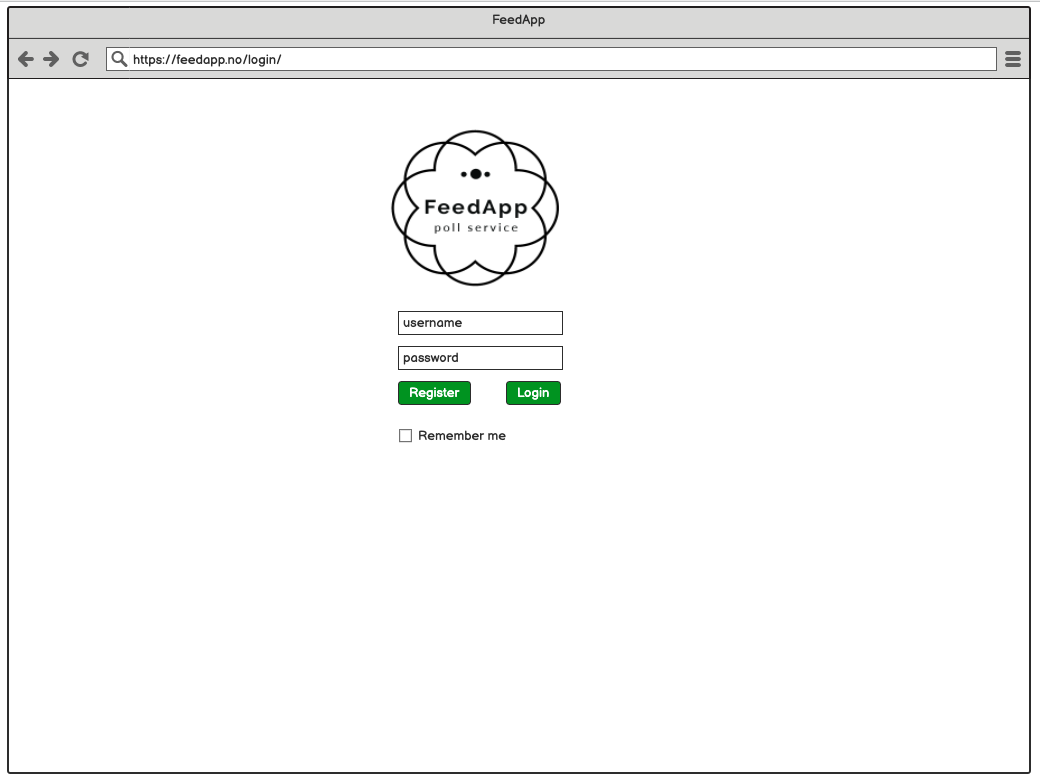 FeedApp
https://feedapp.no/login/
FeedApp
poll service
username
password
Register Login
Remember me